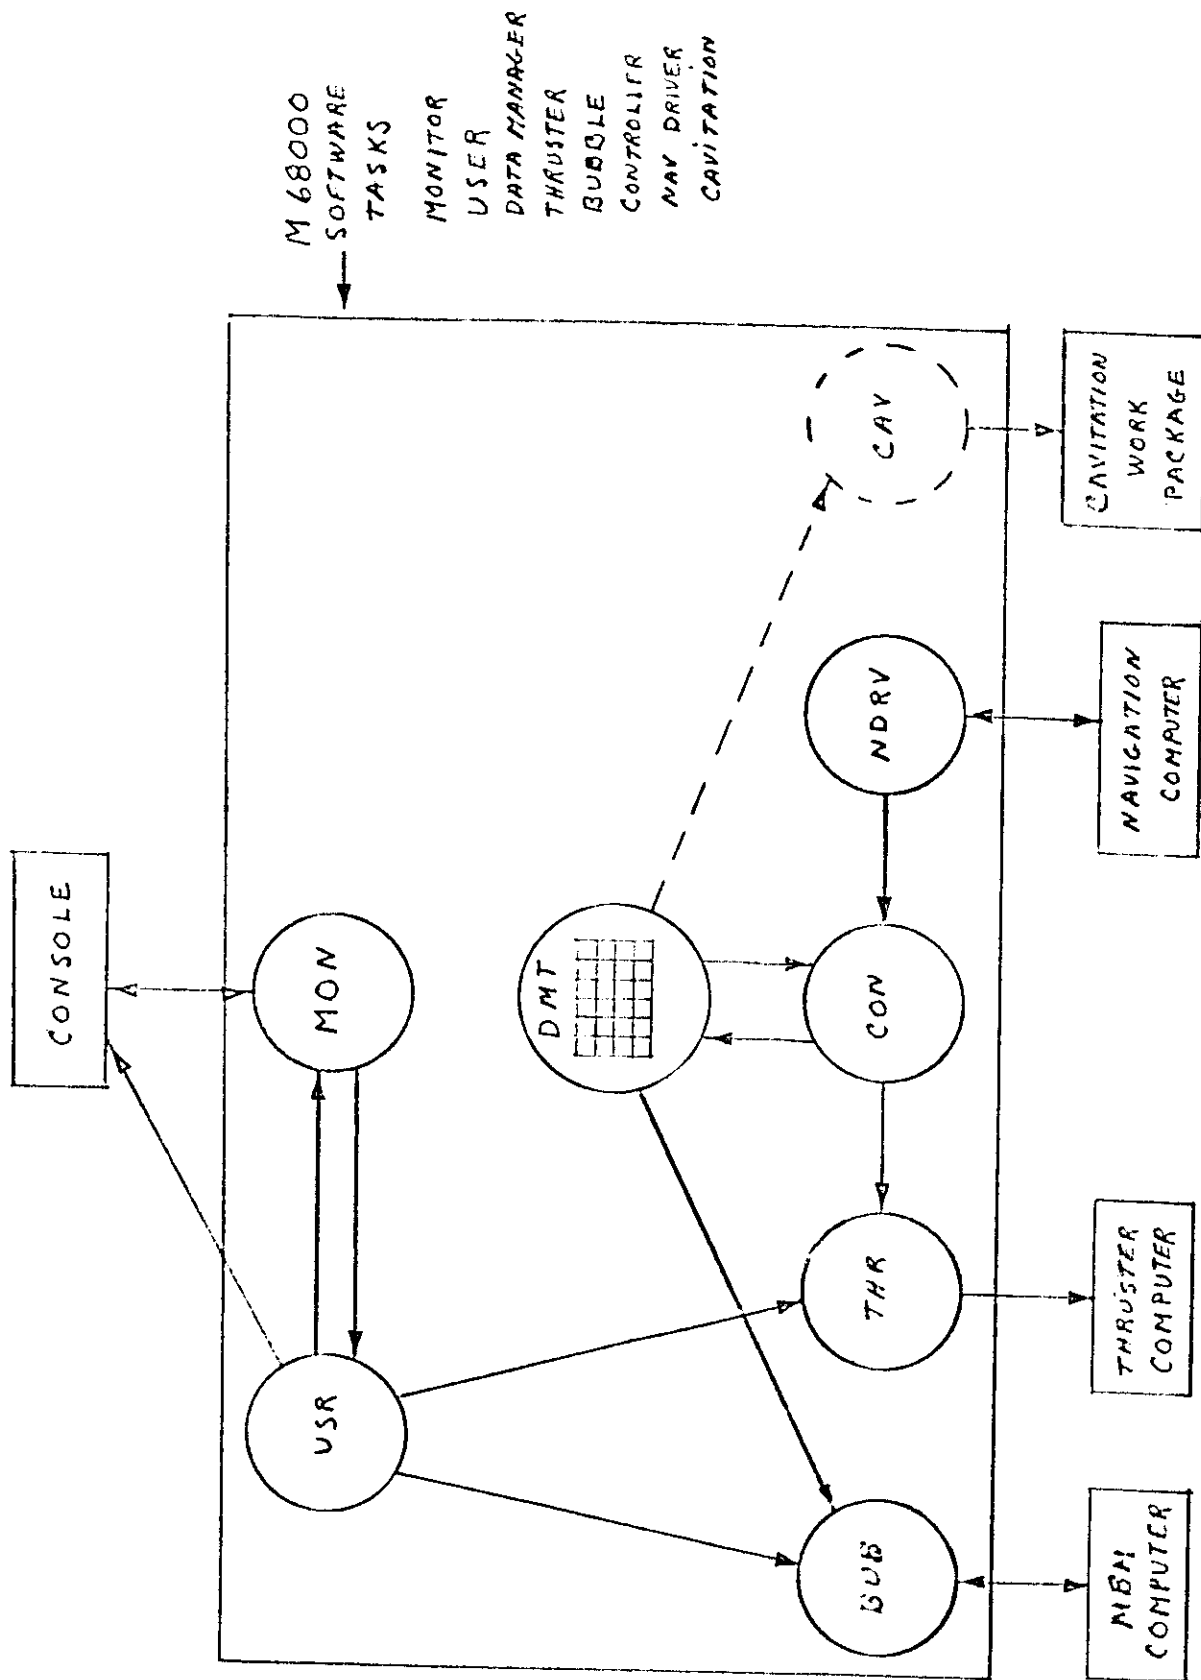 M 68000
SOFTWARE
TASKS
MONITOR
USER
DATA MANAGER
THRUSTER
BUBBLE
CONTROLLER
NAV DRIVER
CAVITATION
CONSOLE
USR
MON
DMT
BUB
THR
CON
NDRV
CAV
MBM
COMPUTER
THRUSTER
COMPUTER
NAVIGATION
COMPUTER
CAVITATION
WORK
PACKAGE